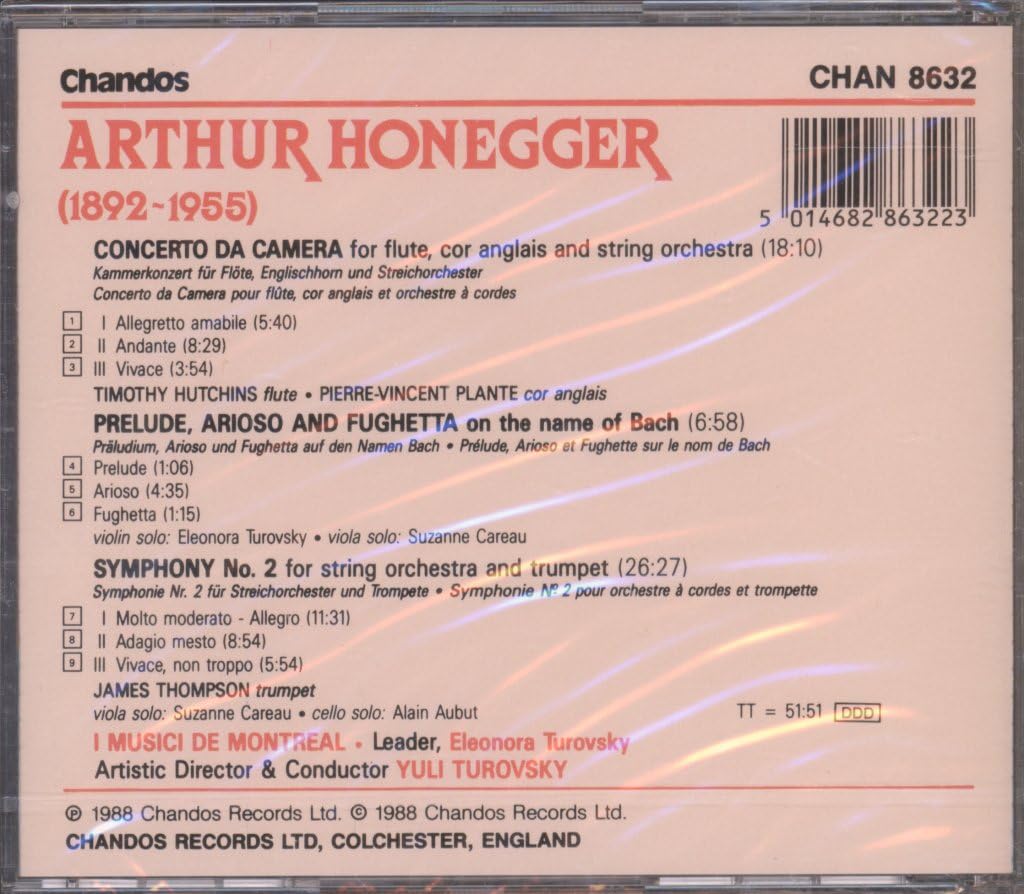 Chandos
CHAN 8632
ARTHUR HONEGGER
(1892~1955)
5 014682 863223
CONCERTO DA CAMERA for flute, cor anglais and string orchestra (18:10)
Kammerkonzert für Flöte, Englischhorn und Streichorchester
Concerto da Camera pour flûte, cor anglais et orchestre à cordes
1 I Allegretto amabile (5:40)
2 II Andante (8:29)
3 III Vivace (3:54)
TIMOTHY HUTCHINS flute • PIERRE-VINCENT PLANTE cor anglais
PRELUDE, ARIOSO AND FUGHETTA on the name of Bach (6:58)
Präludium, Arioso und Fughetta auf den Namen Bach • Prélude, Arioso et Fughette sur le nom de Bach
4 Prelude (1:06)
5 Arioso (4:35)
6 Fughetta (1:15)
violin solo: Eleonora Turovsky • viola solo: Suzanne Careau
SYMPHONY No. 2 for string orchestra and trumpet (26:27)
Symphonie Nr. 2 für Streichorchester und Trompete • Symphonie Nº 2 pour orchestre à cordes et trompette
7 I Molto moderato - Allegro (11:31)
8 II Adagio mesto (8:54)
9 III Vivace, non troppo (5:54)
JAMES THOMPSON trumpet
viola solo: Suzanne Careau • cello solo: Alain Aubut
TT = 51:51 DDD
I MUSICI DE MONTREAL • Leader, Eleonora Turovsky
Artistic Director & Conductor YULI TUROVSKY
℗ 1988 Chandos Records Ltd. © 1988 Chandos Records Ltd.
CHANDOS RECORDS LTD, COLCHESTER, ENGLAND